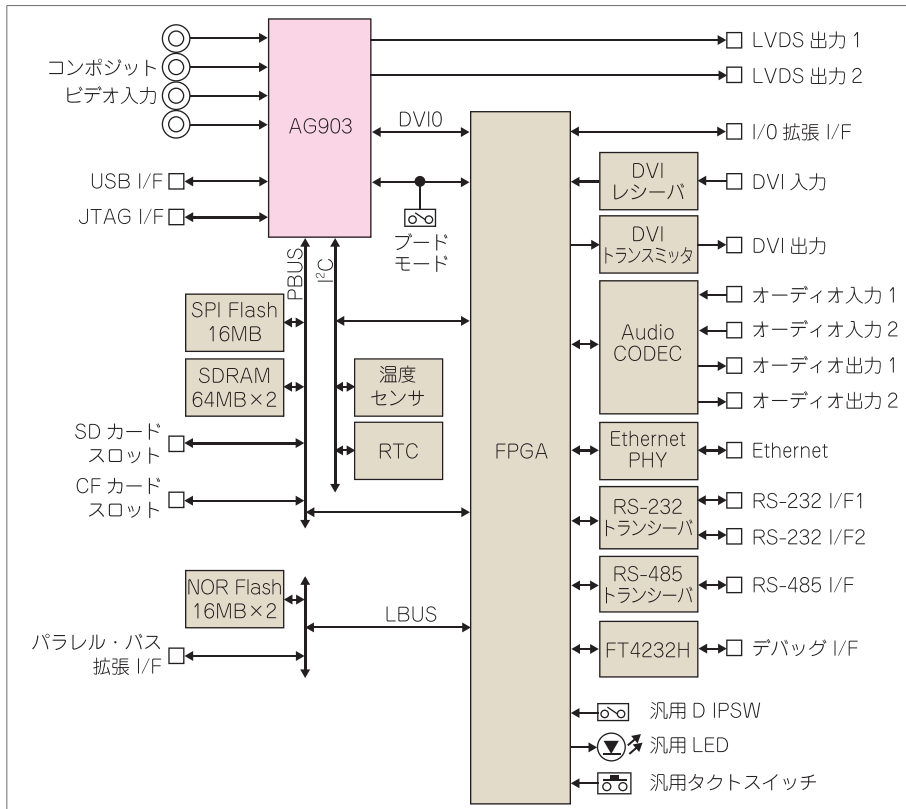 コンポジット
ビデオ入力
AG903
LVDS 出力 1
LVDS 出力 2
DVI0
I/O 拡張 I/F
USB I/F
JTAG I/F
ブード
モード
DVI
レシーバ
DVI 入力
DVI
トランスミッタ
DVI 出力
PBUS
I²C
SPI Flash
16MB
SDRAM
64MB×2
温度
センサ
RTC
SD カード
スロット
CF カード
スロット
FPGA
Audio
CODEC
オーディオ入力 1
オーディオ入力 2
オーディオ出力 1
オーディオ出力 2
Ethernet
PHY
Ethernet
RS-232
トランシーバ
RS-232 I/F1
RS-232 I/F2
RS-485
トランシーバ
RS-485 I/F
NOR Flash
16MB×2
LBUS
パラレル・バス
拡張 I/F
FT4232H
デバッグ I/F
汎用 D IPSW
汎用 LED
汎用タクトスイッチ